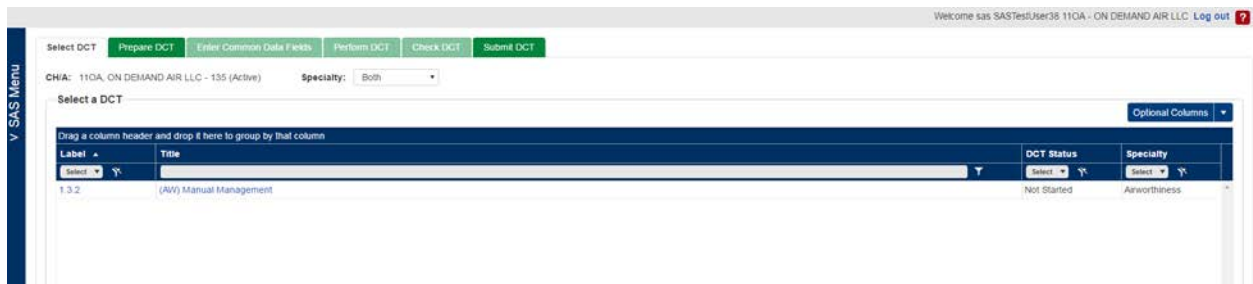 Welcome sas SASTestUser38 11OA - ON DEMAND AIR LLC Log out ?
Select DCT Prepare DCT Enter Common Data Fields Perform DCT Check DCT Submit DCT
> SAS Menu
CH/A: 11OA, ON DEMAND AIR LLC - 135 (Active) Specialty: Both
Select a DCT
Optional Columns
Drag a column header and drop it here to group by that column
Label Title DCT Status Specialty
Select Select Select
1.3.2 (AW) Manual Management Not Started Airworthiness